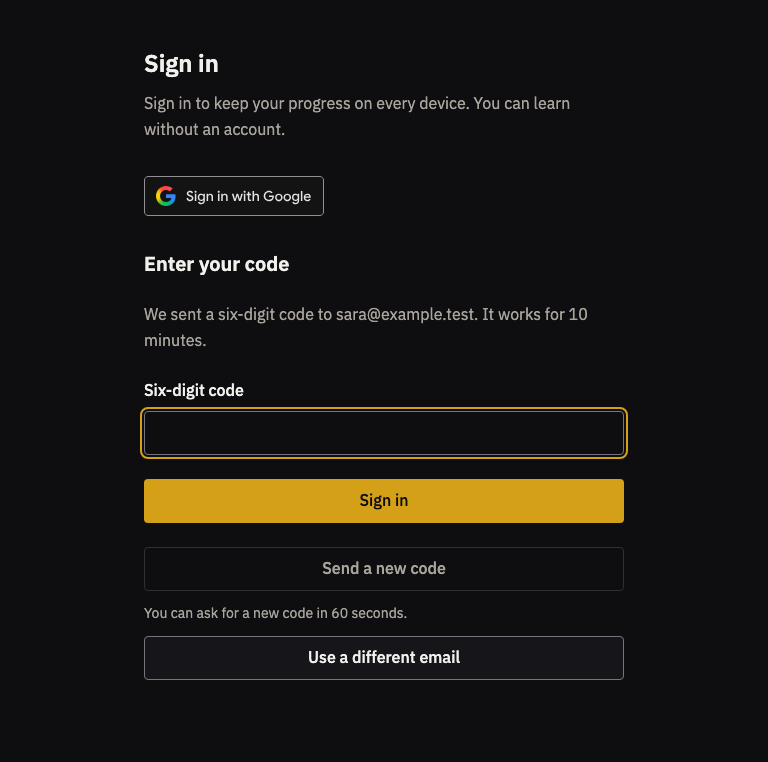 Sign in
Sign in to keep your progress on every device. You can learn
without an account.
Sign in with Google
Enter your code
We sent a six-digit code to sara@example.test. It works for 10
minutes.
Six-digit code
Sign in
Send a new code
You can ask for a new code in 60 seconds.
Use a different email